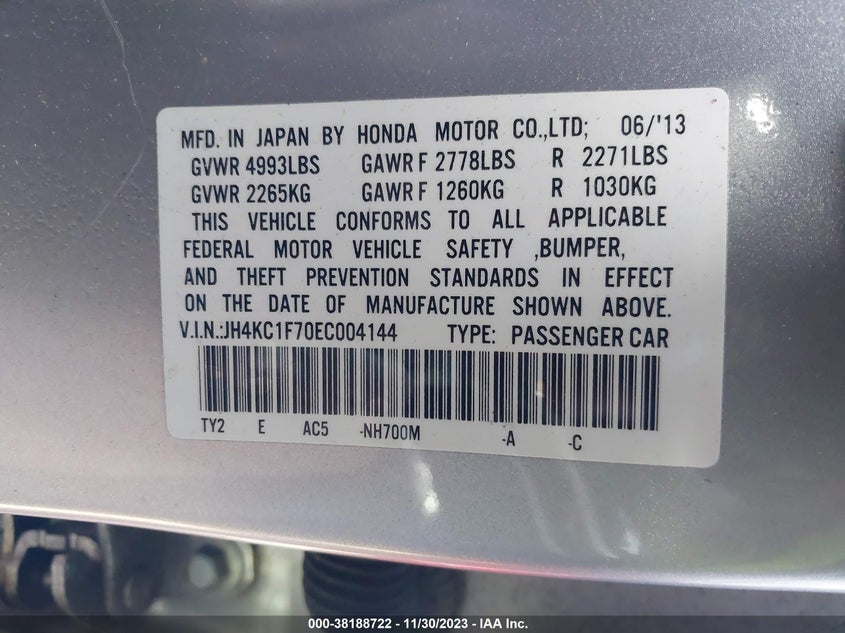 MFD. IN JAPAN BY HONDA MOTOR CO.,LTD; 06/'13
GVWR 4993LBS GAWR F 2778LBS R 2271LBS
GVWR 2265KG GAWR F 1260KG R 1030KG
THIS VEHICLE CONFORMS TO ALL APPLICABLE
FEDERAL MOTOR VEHICLE SAFETY ,BUMPER,
AND THEFT PREVENTION STANDARDS IN EFFECT
ON THE DATE OF MANUFACTURE SHOWN ABOVE.
V.I.N.:JH4KC1F70EC004144 TYPE: PASSENGER CAR
TY2 E AC5 -NH700M -A -C
000-38188722 - 11/30/2023 - IAA Inc.